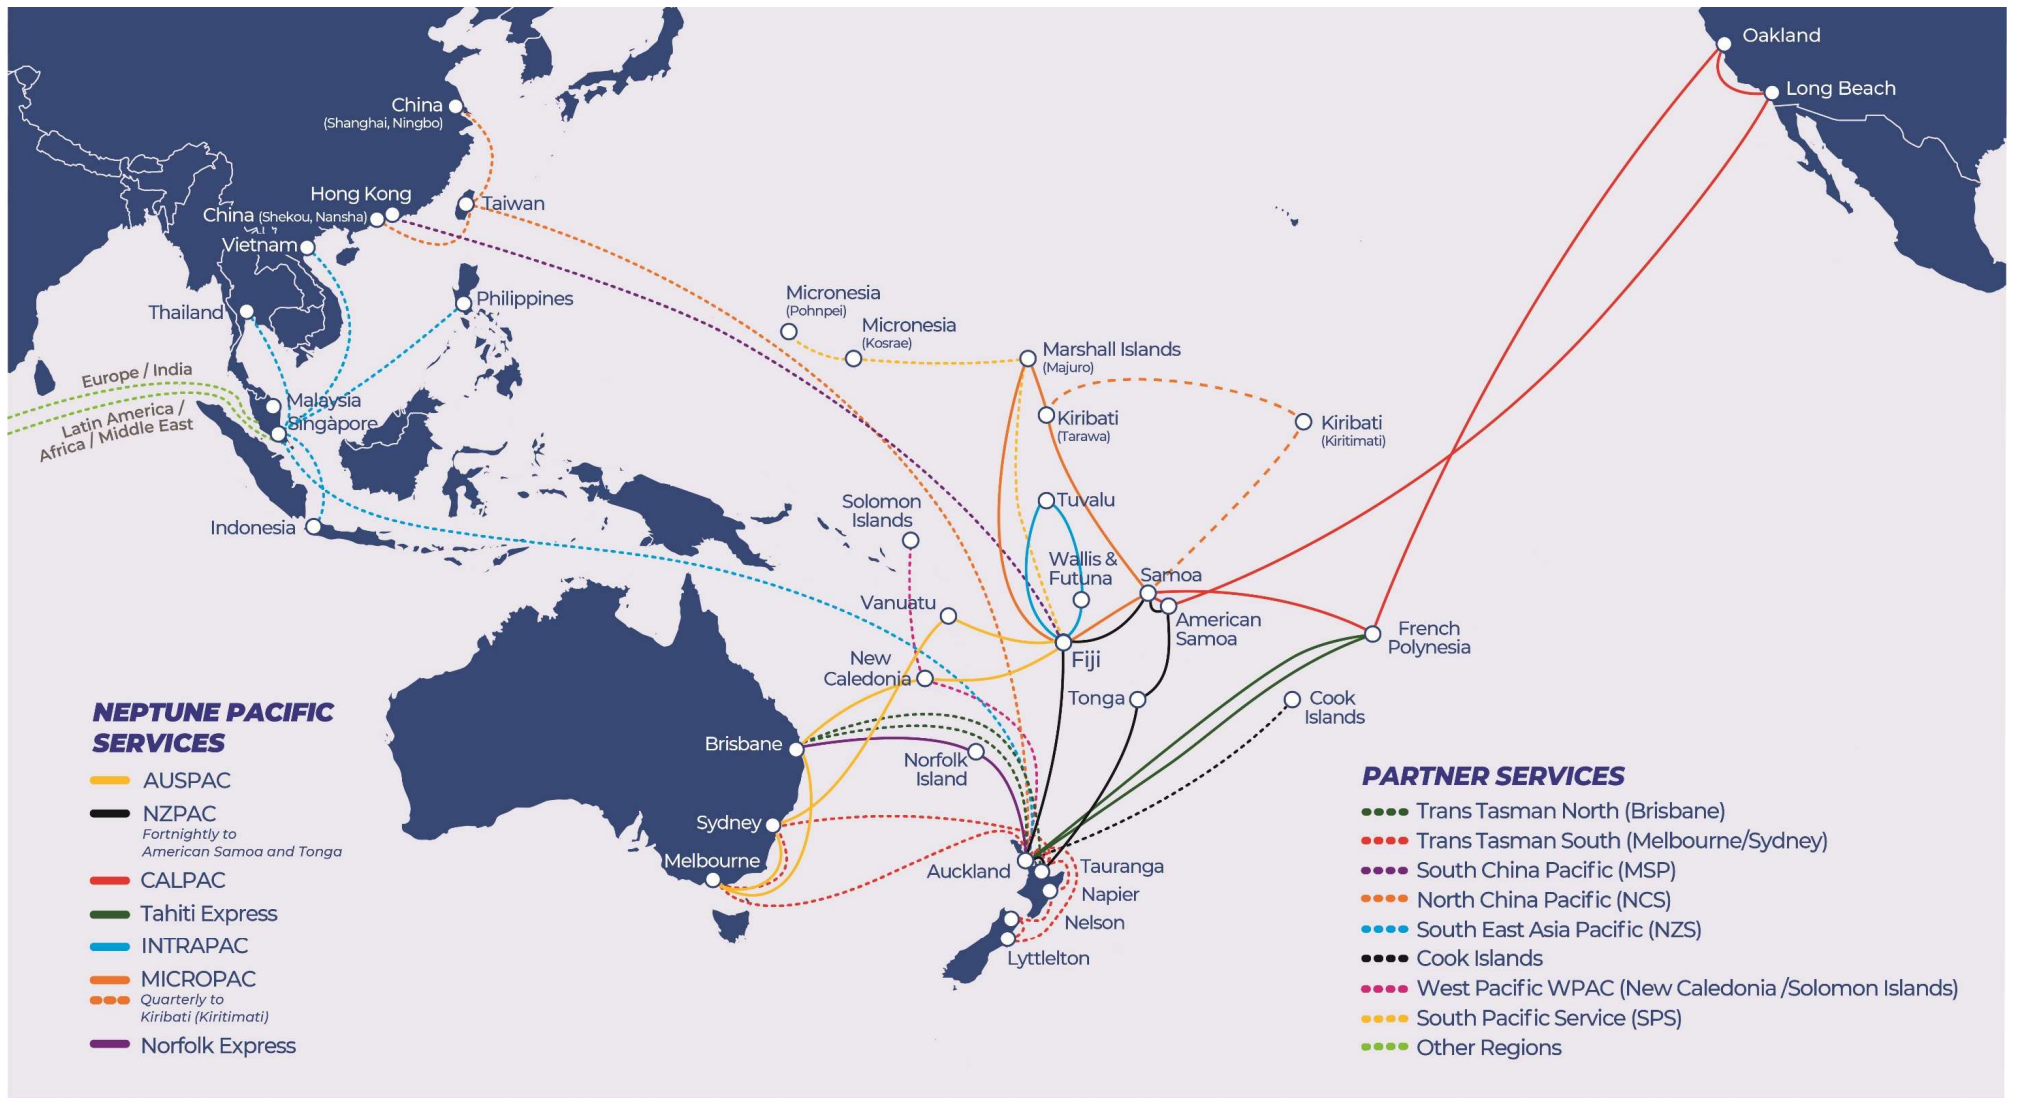 Oakland
Long Beach
China
(Shanghai, Ningbo)
Hong Kong
China (Shekou, Nansha)
Taiwan
Vietnam
Philippines
Thailand
Micronesia
(Pohnpei)
Micronesia
(Kosrae)
Marshall Islands
(Majuro)
Europe / India
Latin America /
Africa / Middle East
Malaysia
Singapore
Kiribati
(Tarawa)
Kiribati
(Kiritimati)
Indonesia
Solomon
Islands
Tuvalu
Wallis &
Futuna
Samoa
Vanuatu
American
Samoa
French
Polynesia
New
Caledonia
Fiji
Tonga
Cook
Islands
Brisbane
Norfolk
Island
Sydney
Melbourne
Auckland
Tauranga
Napier
Nelson
Lyttelton
NEPTUNE PACIFIC
SERVICES
AUSPAC
NZPAC
Fortnightly to
American Samoa and Tonga
CALPAC
Tahiti Express
INTRAPAC
MICROPAC
Quarterly to
Kiribati (Kiritimati)
Norfolk Express
PARTNER SERVICES
Trans Tasman North (Brisbane)
Trans Tasman South (Melbourne/Sydney)
South China Pacific (MSP)
North China Pacific (NCS)
South East Asia Pacific (NZS)
Cook Islands
West Pacific WPAC (New Caledonia /Solomon Islands)
South Pacific Service (SPS)
Other Regions